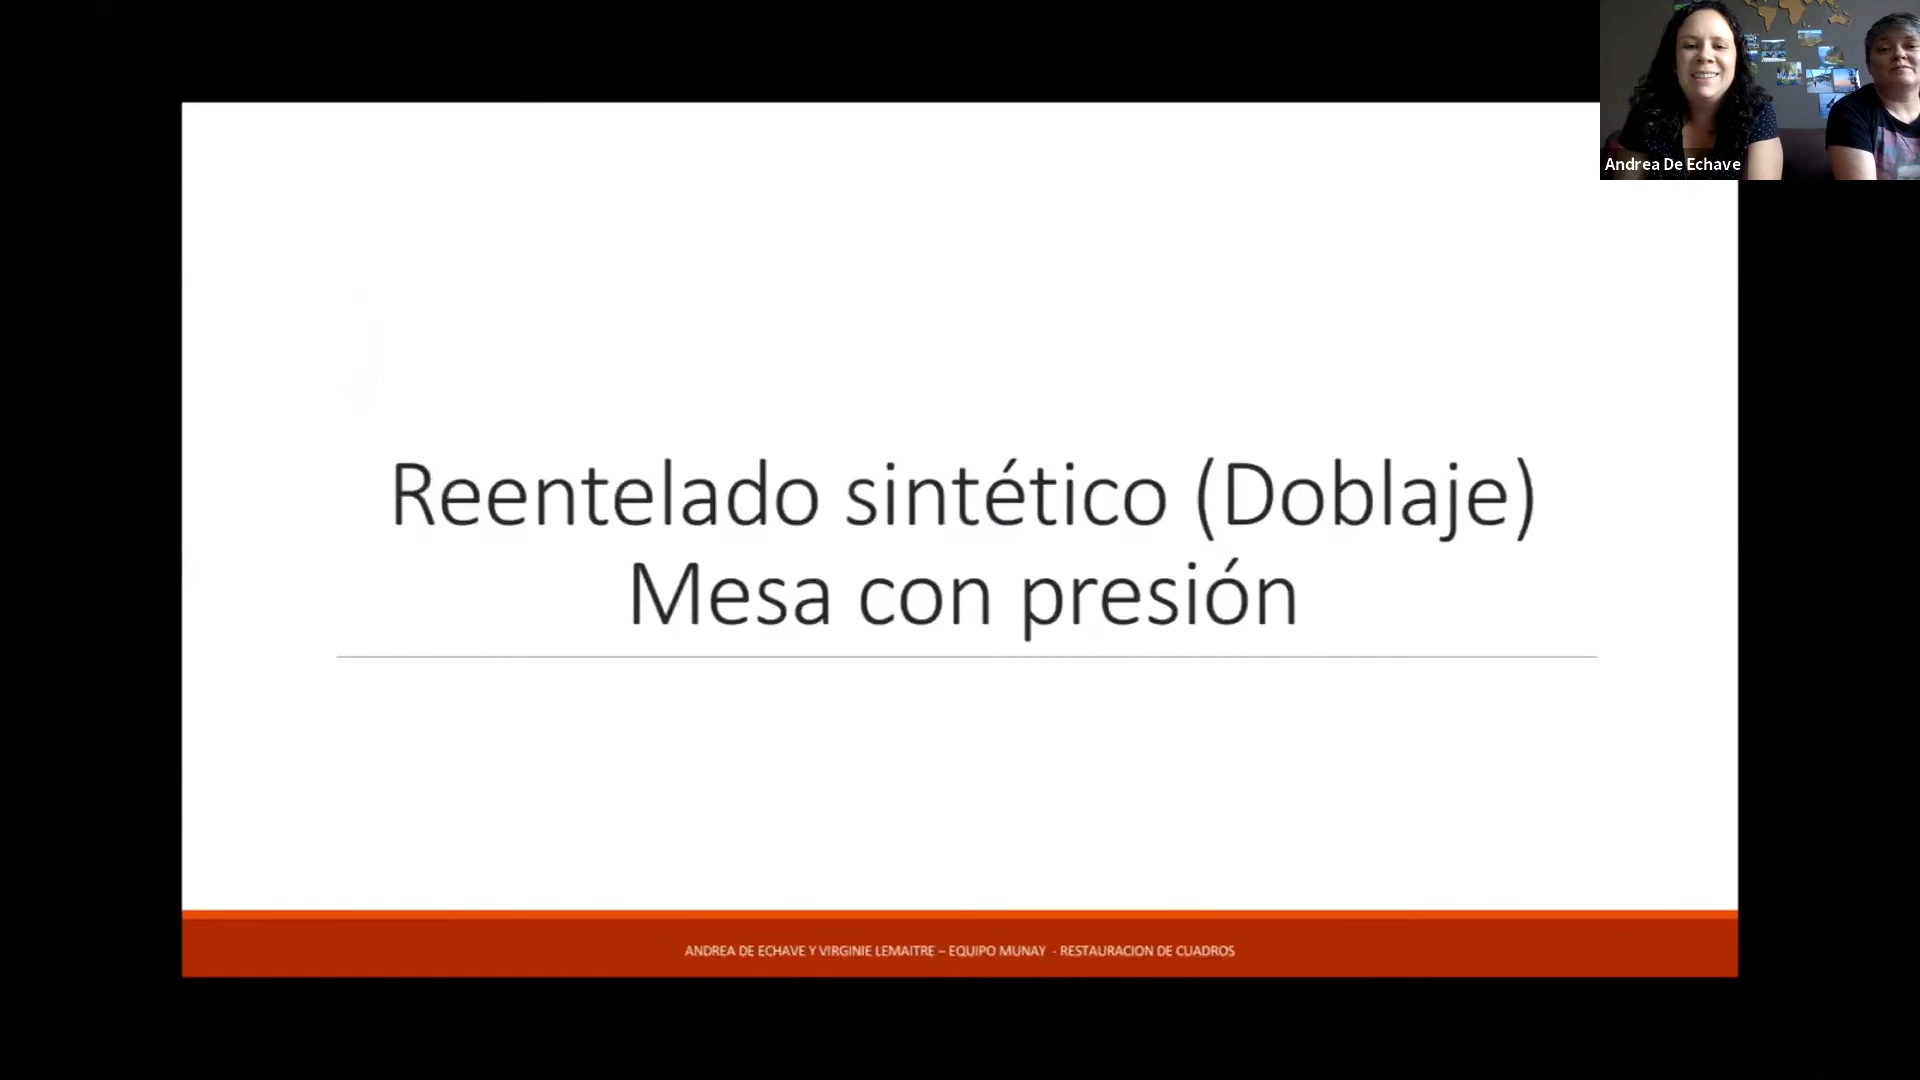 Andrea De Echave
Reentelado sintético (Doblaje)
Mesa con presión
ANDREA DE ECHAVE Y VIRGINIE LEMAITRE – EQUIPO MUNAY - RESTAURACION DE CUADROS